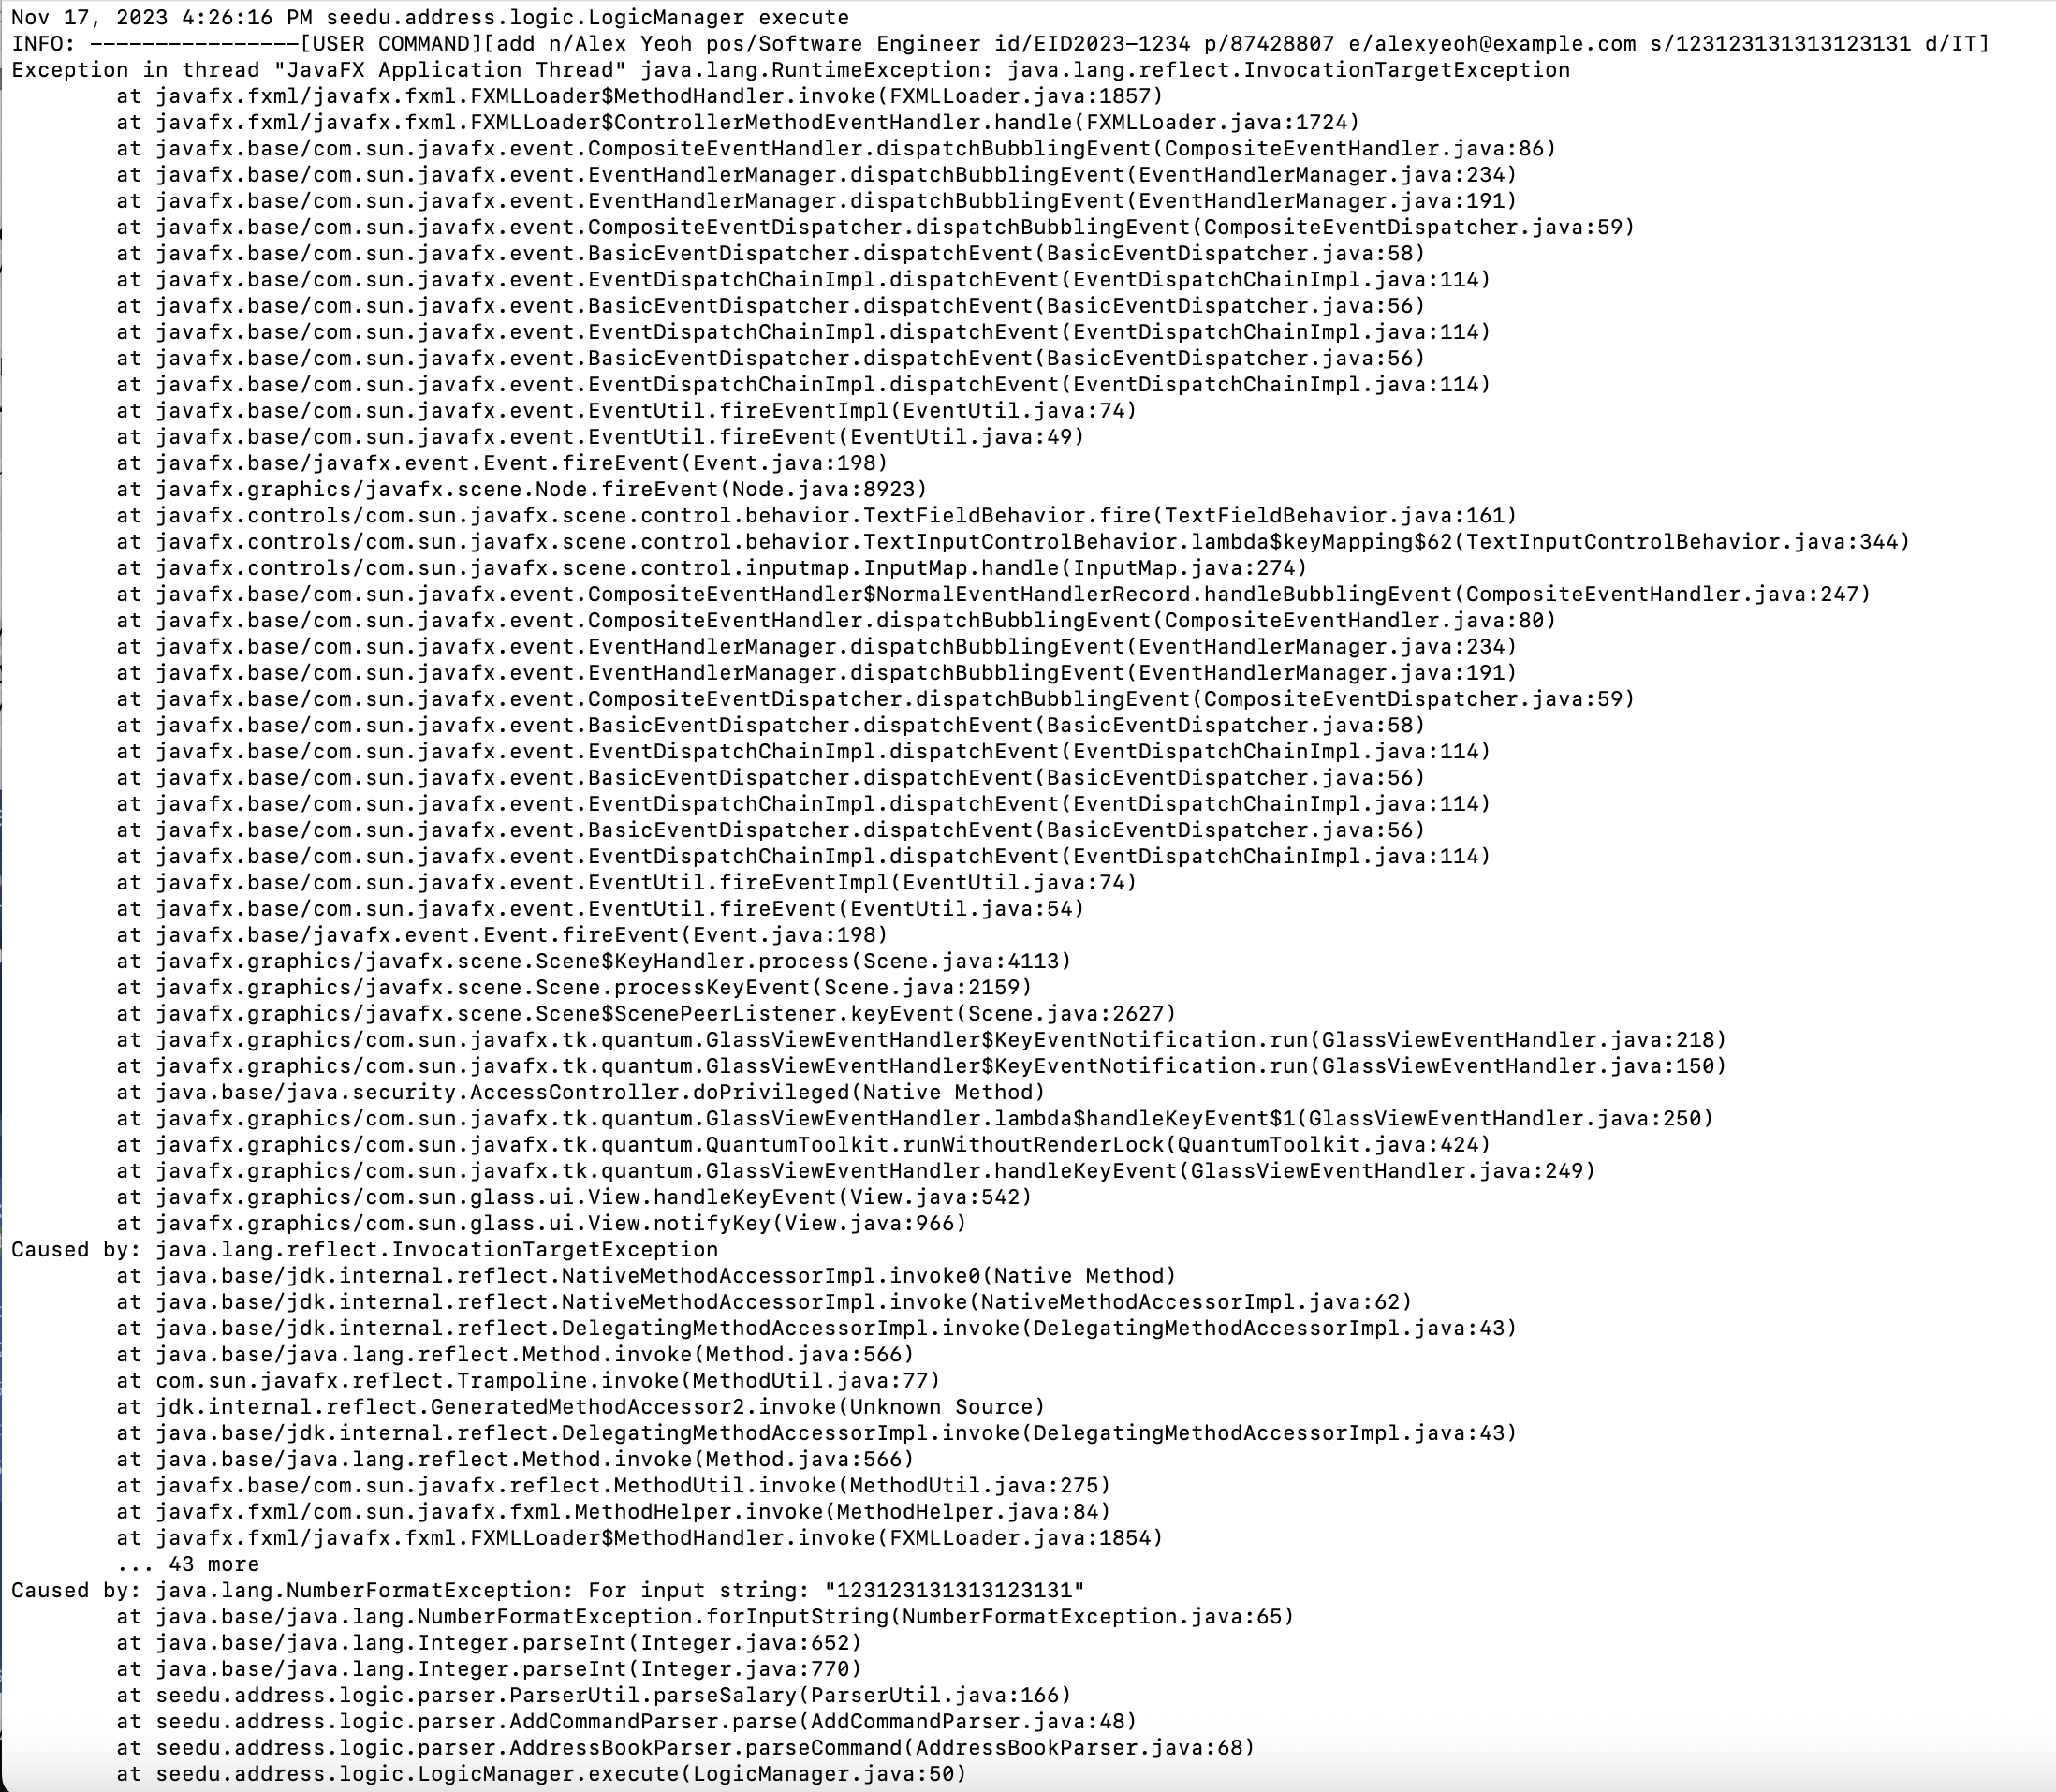 Nov 17, 2023 4:26:16 PM seedu.address.logic.LogicManager execute
INFO: ----------------[USER COMMAND][add n/Alex Yeoh pos/Software Engineer id/EID2023-1234 p/87428807 e/alexyeoh@example.com s/123123131313123131 d/IT]
Exception in thread "JavaFX Application Thread" java.lang.RuntimeException: java.lang.reflect.InvocationTargetException
at javafx.fxml/javafx.fxml.FXMLLoader$MethodHandler.invoke(FXMLLoader.java:1857)
at javafx.fxml/javafx.fxml.FXMLLoader$ControllerMethodEventHandler.handle(FXMLLoader.java:1724)
at javafx.base/com.sun.javafx.event.CompositeEventHandler.dispatchBubblingEvent(CompositeEventHandler.java:86)
at javafx.base/com.sun.javafx.event.EventHandlerManager.dispatchBubblingEvent(EventHandlerManager.java:234)
at javafx.base/com.sun.javafx.event.EventHandlerManager.dispatchBubblingEvent(EventHandlerManager.java:191)
at javafx.base/com.sun.javafx.event.CompositeEventDispatcher.dispatchBubblingEvent(CompositeEventDispatcher.java:59)
at javafx.base/com.sun.javafx.event.BasicEventDispatcher.dispatchEvent(BasicEventDispatcher.java:58)
at javafx.base/com.sun.javafx.event.EventDispatchChainImpl.dispatchEvent(EventDispatchChainImpl.java:114)
at javafx.base/com.sun.javafx.event.BasicEventDispatcher.dispatchEvent(BasicEventDispatcher.java:56)
at javafx.base/com.sun.javafx.event.EventDispatchChainImpl.dispatchEvent(EventDispatchChainImpl.java:114)
at javafx.base/com.sun.javafx.event.BasicEventDispatcher.dispatchEvent(BasicEventDispatcher.java:56)
at javafx.base/com.sun.javafx.event.EventDispatchChainImpl.dispatchEvent(EventDispatchChainImpl.java:114)
at javafx.base/com.sun.javafx.event.EventUtil.fireEventImpl(EventUtil.java:74)
at javafx.base/com.sun.javafx.event.EventUtil.fireEvent(EventUtil.java:49)
at javafx.base/javafx.event.Event.fireEvent(Event.java:198)
at javafx.graphics/javafx.scene.Node.fireEvent(Node.java:8923)
at javafx.controls/com.sun.javafx.scene.control.behavior.TextFieldBehavior.fire(TextFieldBehavior.java:161)
at javafx.controls/com.sun.javafx.scene.control.behavior.TextInputControlBehavior.lambda$keyMapping$62(TextInputControlBehavior.java:344)
at javafx.controls/com.sun.javafx.scene.control.inputmap.InputMap.handle(InputMap.java:274)
at javafx.base/com.sun.javafx.event.CompositeEventHandler$NormalEventHandlerRecord.handleBubblingEvent(CompositeEventHandler.java:247)
at javafx.base/com.sun.javafx.event.CompositeEventHandler.dispatchBubblingEvent(CompositeEventHandler.java:80)
at javafx.base/com.sun.javafx.event.EventHandlerManager.dispatchBubblingEvent(EventHandlerManager.java:234)
at javafx.base/com.sun.javafx.event.EventHandlerManager.dispatchBubblingEvent(EventHandlerManager.java:191)
at javafx.base/com.sun.javafx.event.CompositeEventDispatcher.dispatchBubblingEvent(CompositeEventDispatcher.java:59)
at javafx.base/com.sun.javafx.event.BasicEventDispatcher.dispatchEvent(BasicEventDispatcher.java:58)
at javafx.base/com.sun.javafx.event.EventDispatchChainImpl.dispatchEvent(EventDispatchChainImpl.java:114)
at javafx.base/com.sun.javafx.event.BasicEventDispatcher.dispatchEvent(BasicEventDispatcher.java:56)
at javafx.base/com.sun.javafx.event.EventDispatchChainImpl.dispatchEvent(EventDispatchChainImpl.java:114)
at javafx.base/com.sun.javafx.event.BasicEventDispatcher.dispatchEvent(BasicEventDispatcher.java:56)
at javafx.base/com.sun.javafx.event.EventDispatchChainImpl.dispatchEvent(EventDispatchChainImpl.java:114)
at javafx.base/com.sun.javafx.event.EventUtil.fireEventImpl(EventUtil.java:74)
at javafx.base/com.sun.javafx.event.EventUtil.fireEvent(EventUtil.java:54)
at javafx.base/javafx.event.Event.fireEvent(Event.java:198)
at javafx.graphics/javafx.scene.Scene$KeyHandler.process(Scene.java:4113)
at javafx.graphics/javafx.scene.Scene.processKeyEvent(Scene.java:2159)
at javafx.graphics/javafx.scene.Scene$ScenePeerListener.keyEvent(Scene.java:2627)
at javafx.graphics/com.sun.javafx.tk.quantum.GlassViewEventHandler$KeyEventNotification.run(GlassViewEventHandler.java:218)
at javafx.graphics/com.sun.javafx.tk.quantum.GlassViewEventHandler$KeyEventNotification.run(GlassViewEventHandler.java:150)
at java.base/java.security.AccessController.doPrivileged(Native Method)
at javafx.graphics/com.sun.javafx.tk.quantum.GlassViewEventHandler.lambda$handleKeyEvent$1(GlassViewEventHandler.java:250)
at javafx.graphics/com.sun.javafx.tk.quantum.QuantumToolkit.runWithoutRenderLock(QuantumToolkit.java:424)
at javafx.graphics/com.sun.javafx.tk.quantum.GlassViewEventHandler.handleKeyEvent(GlassViewEventHandler.java:249)
at javafx.graphics/com.sun.glass.ui.View.handleKeyEvent(View.java:542)
at javafx.graphics/com.sun.glass.ui.View.notifyKey(View.java:966)
Caused by: java.lang.reflect.InvocationTargetException
at java.base/jdk.internal.reflect.NativeMethodAccessorImpl.invoke0(Native Method)
at java.base/jdk.internal.reflect.NativeMethodAccessorImpl.invoke(NativeMethodAccessorImpl.java:62)
at java.base/jdk.internal.reflect.DelegatingMethodAccessorImpl.invoke(DelegatingMethodAccessorImpl.java:43)
at java.base/java.lang.reflect.Method.invoke(Method.java:566)
at com.sun.javafx.reflect.Trampoline.invoke(MethodUtil.java:77)
at jdk.internal.reflect.GeneratedMethodAccessor2.invoke(Unknown Source)
at java.base/jdk.internal.reflect.DelegatingMethodAccessorImpl.invoke(DelegatingMethodAccessorImpl.java:43)
at java.base/java.lang.reflect.Method.invoke(Method.java:566)
at javafx.base/com.sun.javafx.reflect.MethodUtil.invoke(MethodUtil.java:275)
at javafx.fxml/com.sun.javafx.fxml.MethodHelper.invoke(MethodHelper.java:84)
at javafx.fxml/javafx.fxml.FXMLLoader$MethodHandler.invoke(FXMLLoader.java:1854)
... 43 more
Caused by: java.lang.NumberFormatException: For input string: "123123131313123131"
at java.base/java.lang.NumberFormatException.forInputString(NumberFormatException.java:65)
at java.base/java.lang.Integer.parseInt(Integer.java:652)
at java.base/java.lang.Integer.parseInt(Integer.java:770)
at seedu.address.logic.parser.ParserUtil.parseSalary(ParserUtil.java:166)
at seedu.address.logic.parser.AddCommandParser.parse(AddCommandParser.java:48)
at seedu.address.logic.parser.AddressBookParser.parseCommand(AddressBookParser.java:68)
at seedu.address.logic.LogicManager.execute(LogicManager.java:50)